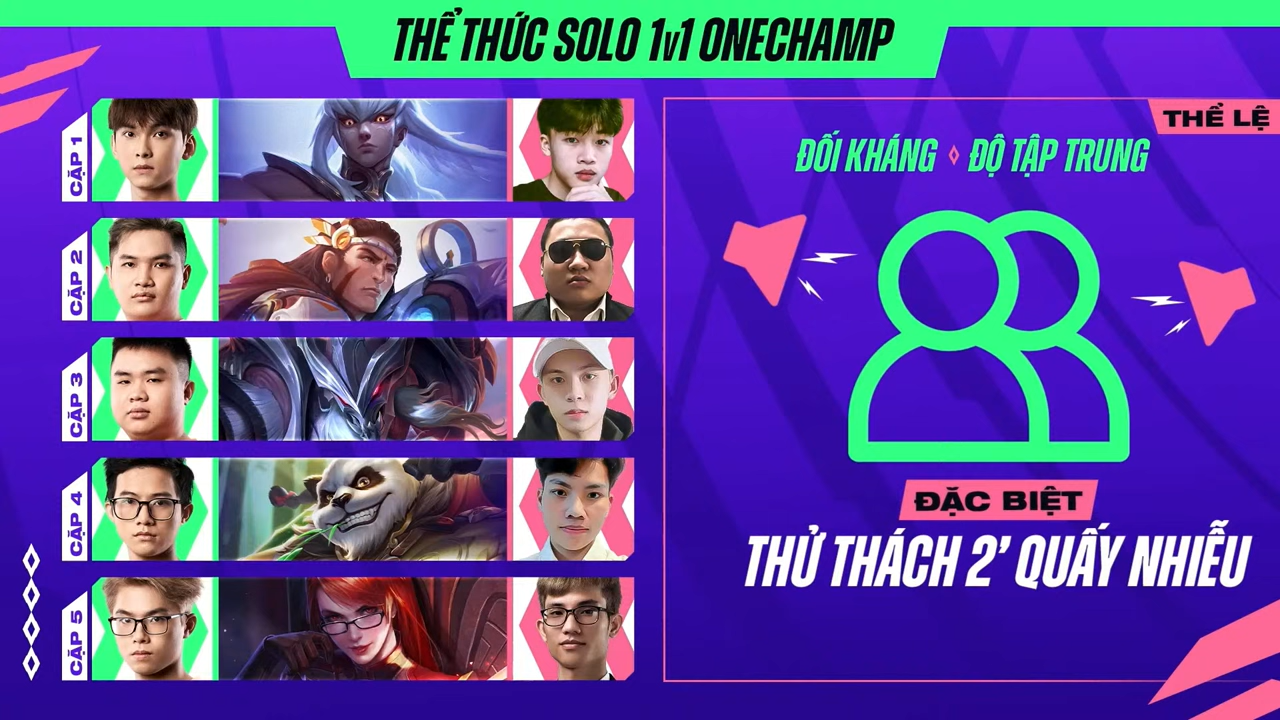 THỂ THỨC SOLO 1v1 ONECHAMP
CẶP 1
CẶP 2
CẶP 3
CẶP 4
CẶP 5
THỂ LỆ
ĐỐI KHÁNG ⬦ ĐỘ TẬP TRUNG
ĐẶC BIỆT
THỬ THÁCH 2’ QUẤY NHIỄU